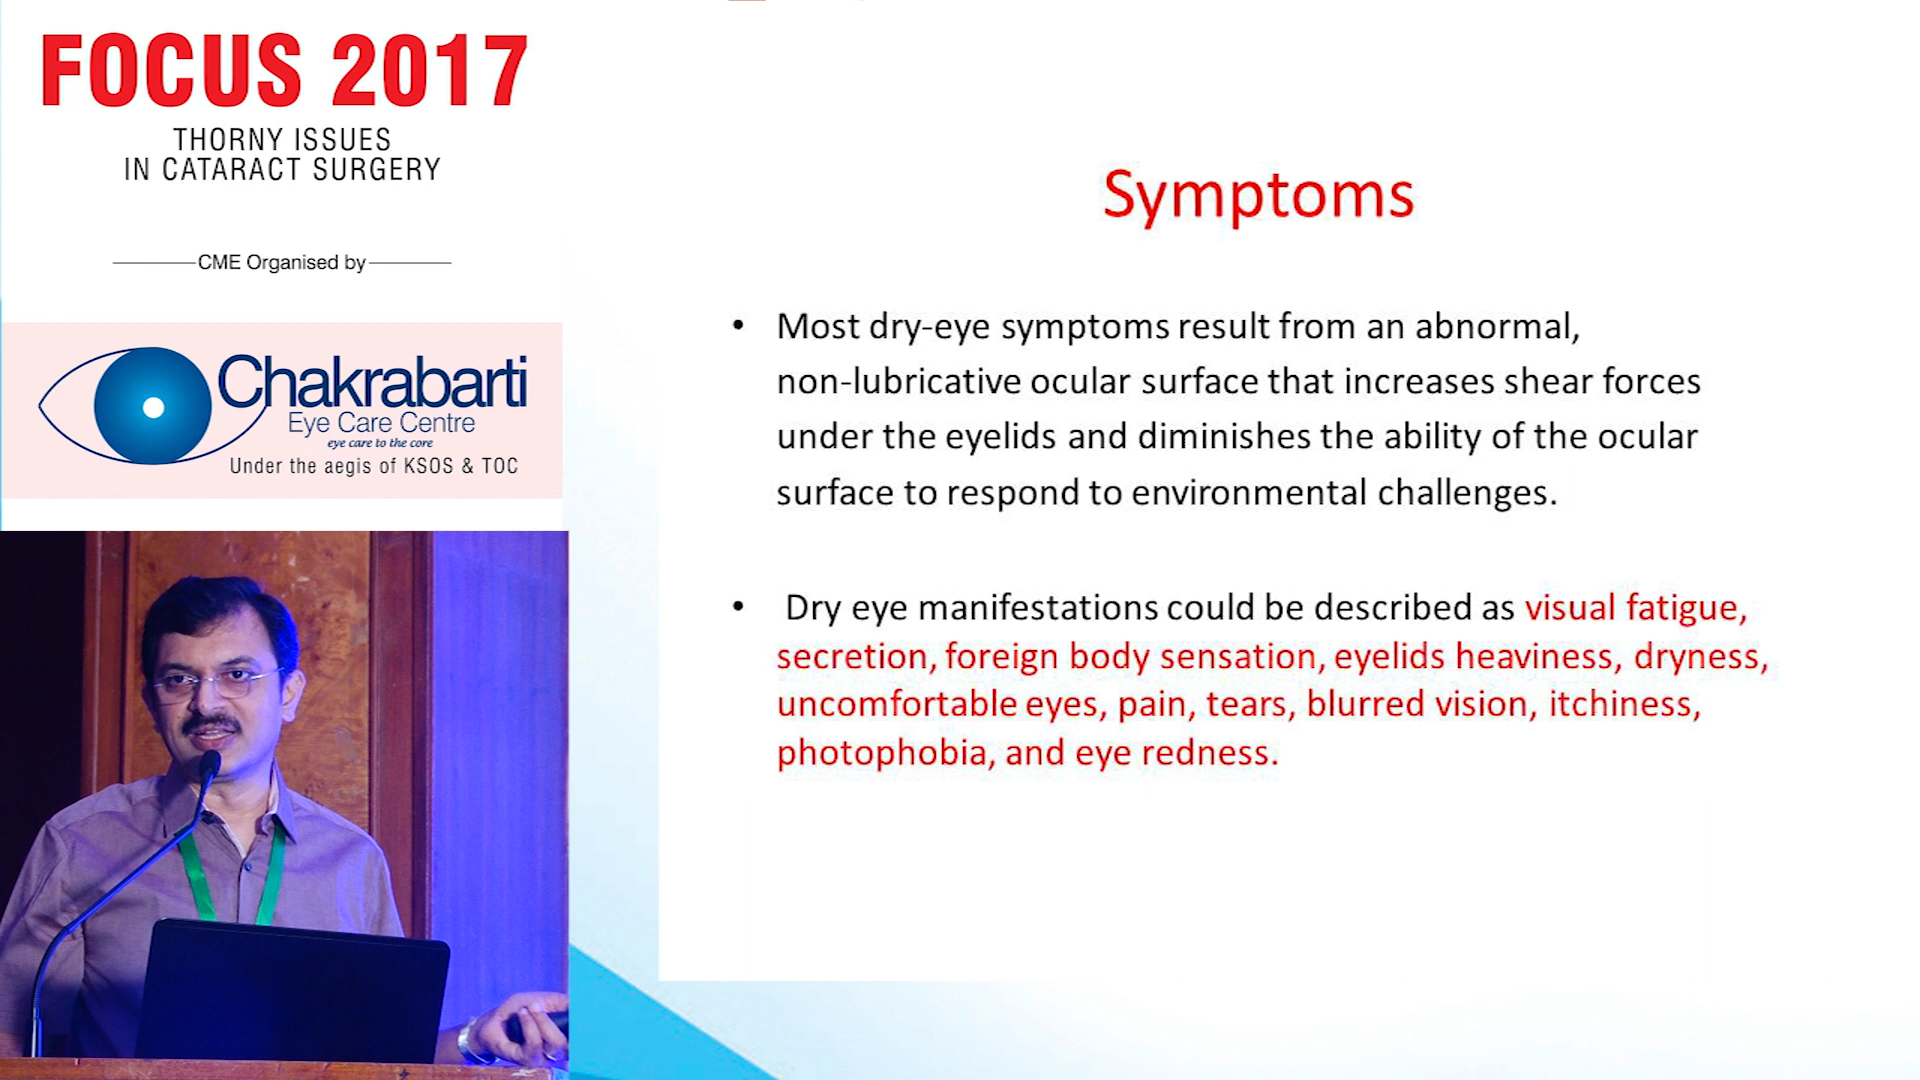 FOCUS 2017
THORNY ISSUES
IN CATARACT SURGERY
CME Organised by
Chakrabarti
Eye Care Centre
eye care to the core
Under the aegis of KSOS & TOC
Symptoms
• Most dry-eye symptoms result from an abnormal,
non-lubricative ocular surface that increases shear forces
under the eyelids and diminishes the ability of the ocular
surface to respond to environmental challenges.
• Dry eye manifestations could be described as visual fatigue,
secretion, foreign body sensation, eyelids heaviness, dryness,
uncomfortable eyes, pain, tears, blurred vision, itchiness,
photophobia, and eye redness.